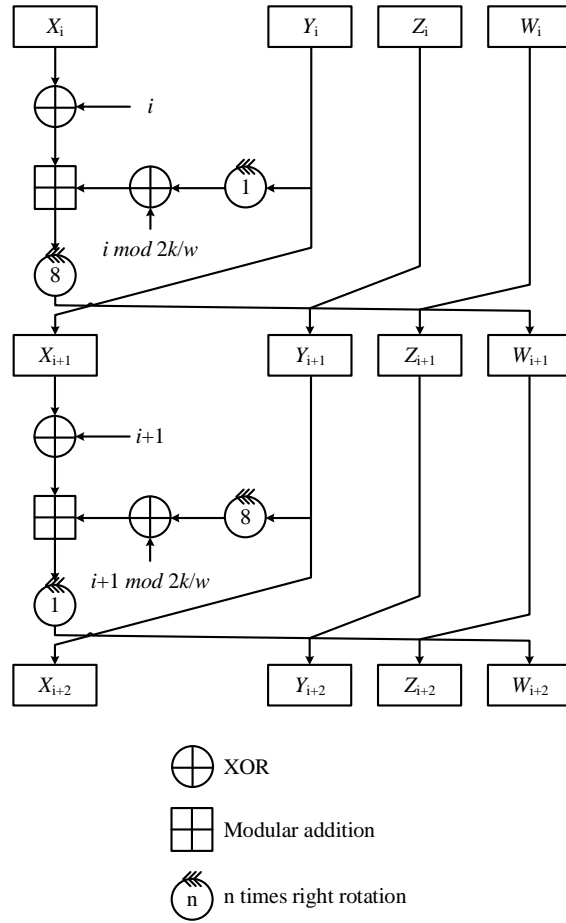 Xi Yi Zi Wi
i
1
i mod 2k/w
8
Xi+1 Yi+1 Zi+1 Wi+1
i+1
8
i+1 mod 2k/w
1
Xi+2 Yi+2 Zi+2 Wi+2
XOR
Modular addition
n n times right rotation